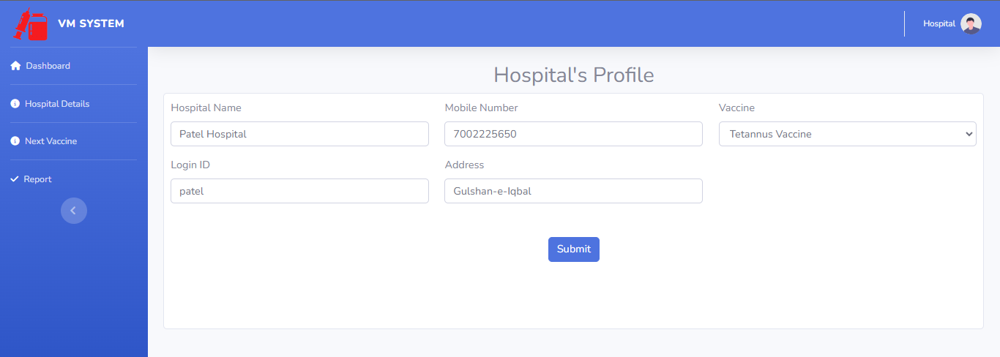 VM SYSTEM
Hospital
Dashboard
Hospital Details
Next Vaccine
Report
Hospital's Profile
Hospital Name
Mobile Number
Vaccine
Patel Hospital
7002225650
Tetannus Vaccine
Login ID
Address
patel
Gulshan-e-Iqbal
Submit